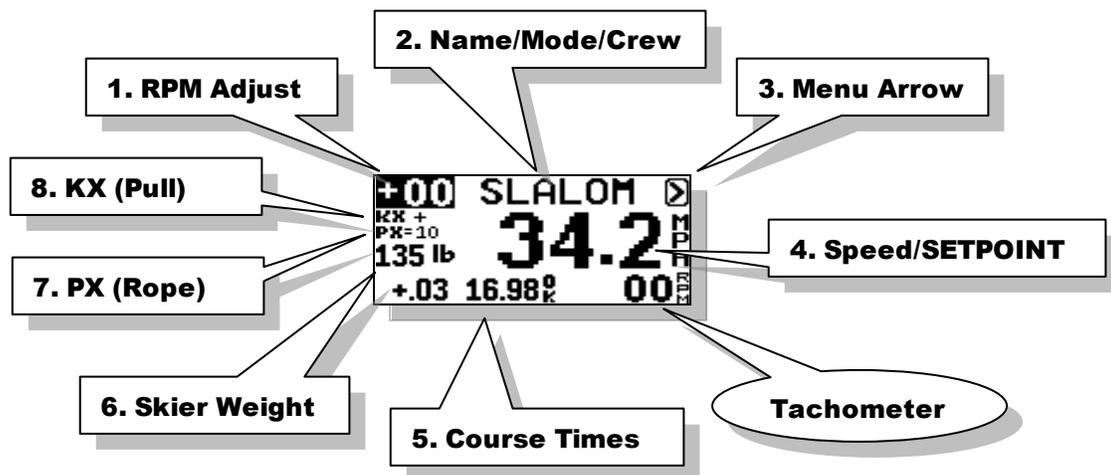 2. Name/Mode/Crew
1. RPM Adjust
3. Menu Arrow
8. KX (Pull)
+00 SLALOM >
KX +
PX=10
34.2 MPH
135 lb
4. Speed/SETPOINT
7. PX (Rope)
+.03 16.98 OK 00 RPM
6. Skier Weight
5. Course Times
Tachometer